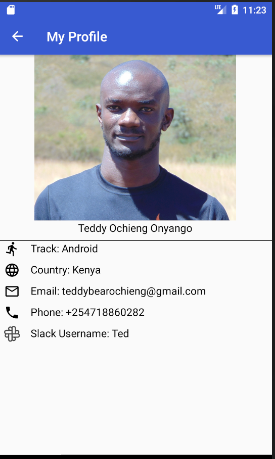 11:23
My Profile
Teddy Ochieng Onyango
Track: Android
Country: Kenya
Email: teddybearochieng@gmail.com
Phone: +254718860282
Slack Username: Ted